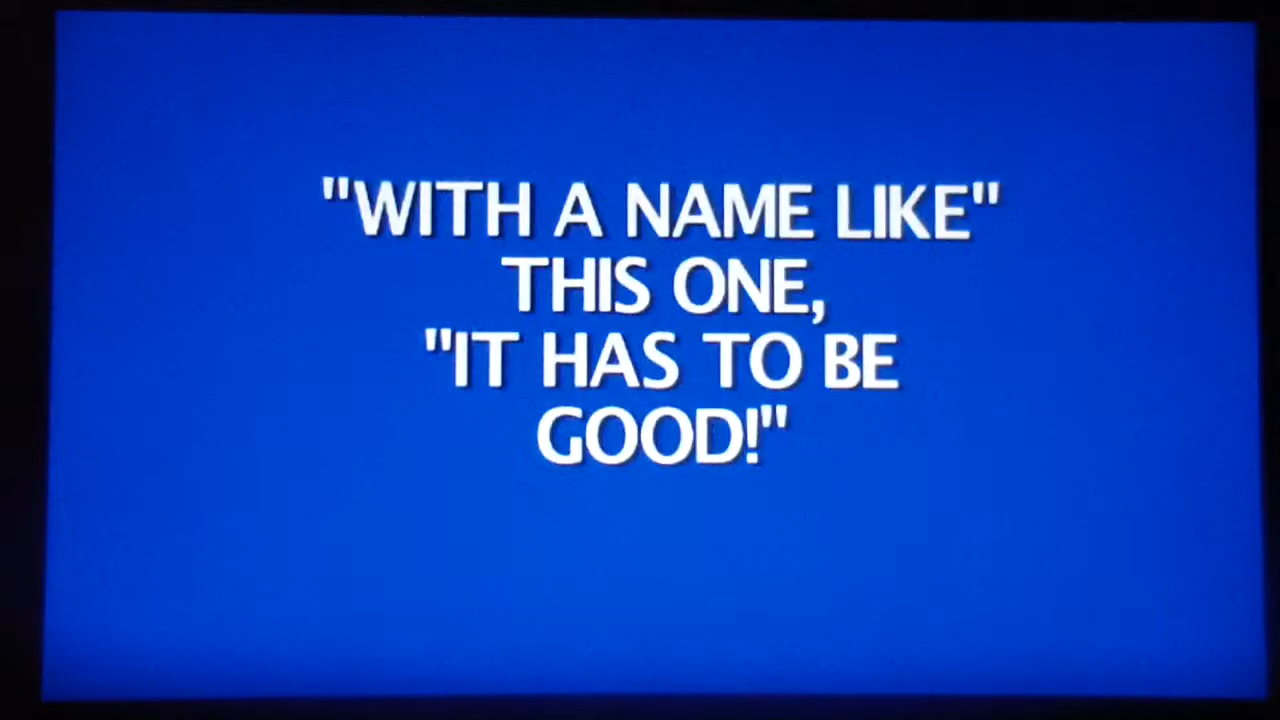 "WITH A NAME LIKE"
THIS ONE,
"IT HAS TO BE
GOOD!"